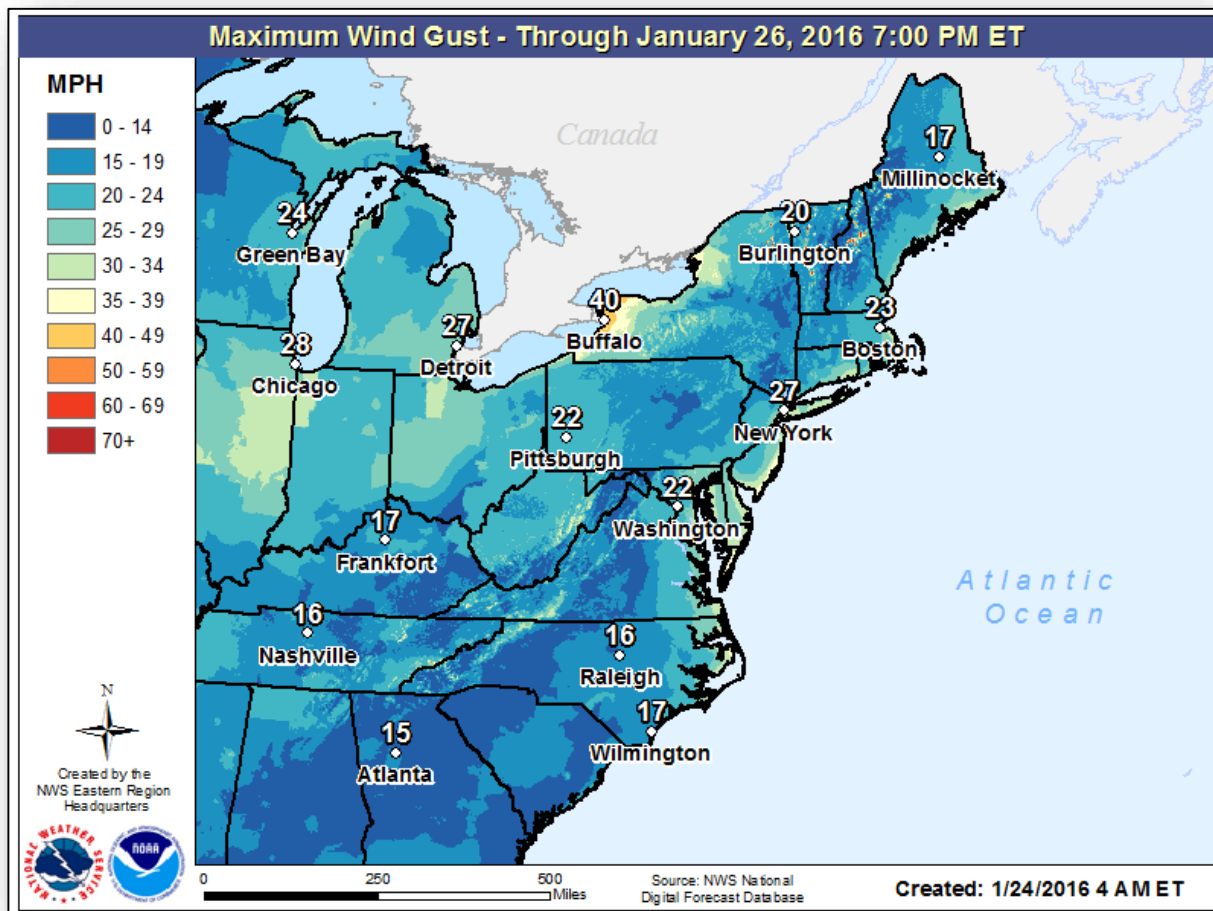 Maximum Wind Gust - Through January 26, 2016 7:00 PM ET
MPH
0 - 14
15 - 19
20 - 24
25 - 29
30 - 34
35 - 39
40 - 49
50 - 59
60 - 69
70+
Canada
17
Millinocket
24
Green Bay
20
Burlington
40
Buffalo
23
Boston
27
Detroit
28
Chicago
27
New York
22
Pittsburgh
22
Washington
17
Frankfort
Atlantic
Ocean
16
Nashville
16
Raleigh
17
Wilmington
15
Atlanta
N
Created by the
NWS Eastern Region
Headquarters
NATIONAL WEATHER SERVICE
NOAA
0 250 500
Miles
Source: NWS National
Digital Forecast Database
Created: 1/24/2016 4 AM ET